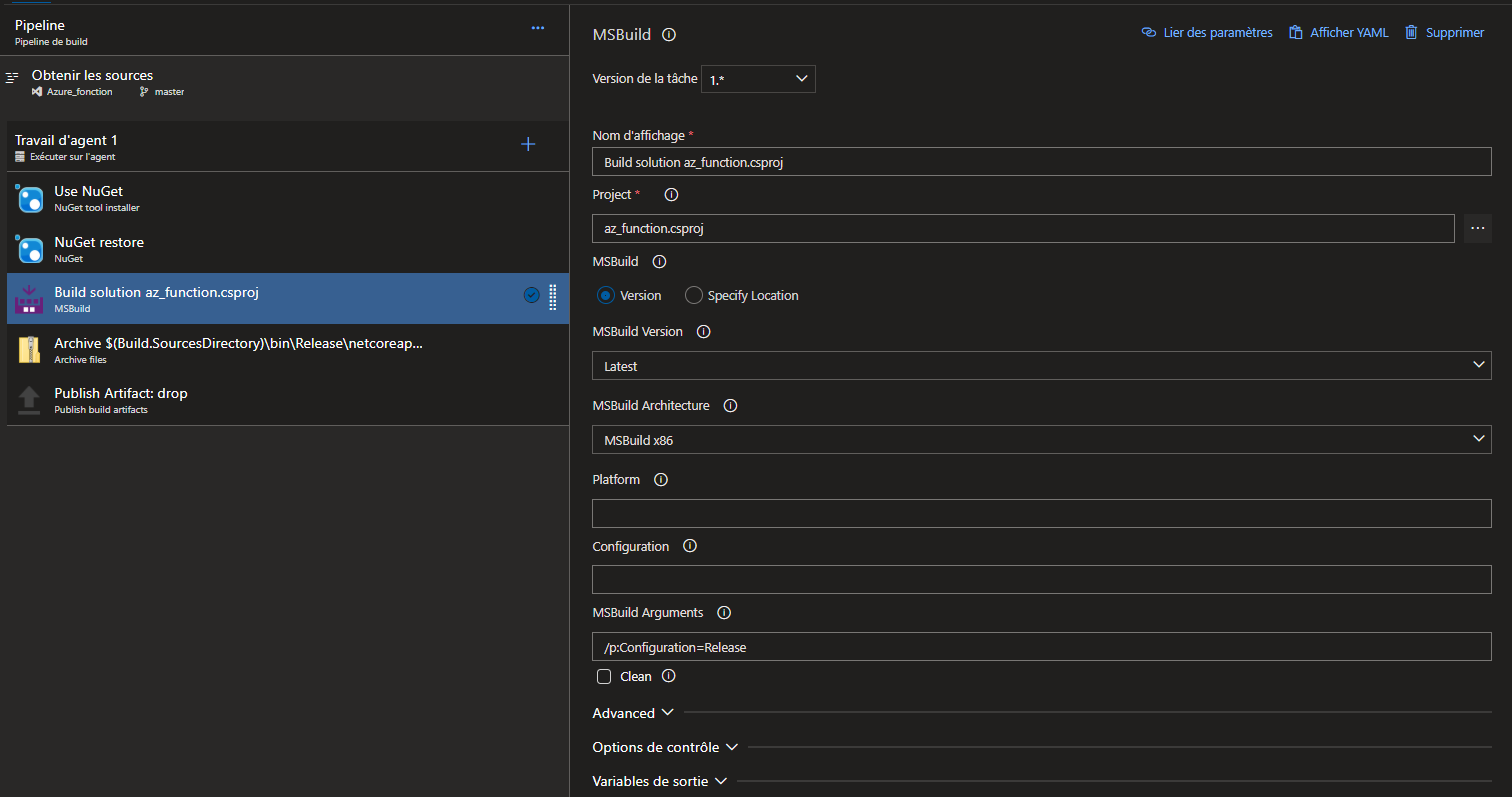 Pipeline
Pipeline de build
Obtenir les sources
Azure_fonction master
Travail d'agent 1
Exécuter sur l'agent
Use NuGet
NuGet tool installer
NuGet restore
NuGet
Build solution az_function.csproj
MSBuild
Archive $(Build.SourcesDirectory)\bin\Release\netcoreap...
Archive files
Publish Artifact: drop
Publish build artifacts
MSBuild
Lier des paramètres Afficher YAML Supprimer
Version de la tâche 1.*
Nom d'affichage *
Build solution az_function.csproj
Project *
az_function.csproj
MSBuild
Version Specify Location
MSBuild Version
Latest
MSBuild Architecture
MSBuild x86
Platform
Configuration
MSBuild Arguments
/p:Configuration=Release
Clean
Advanced
Options de contrôle
Variables de sortie